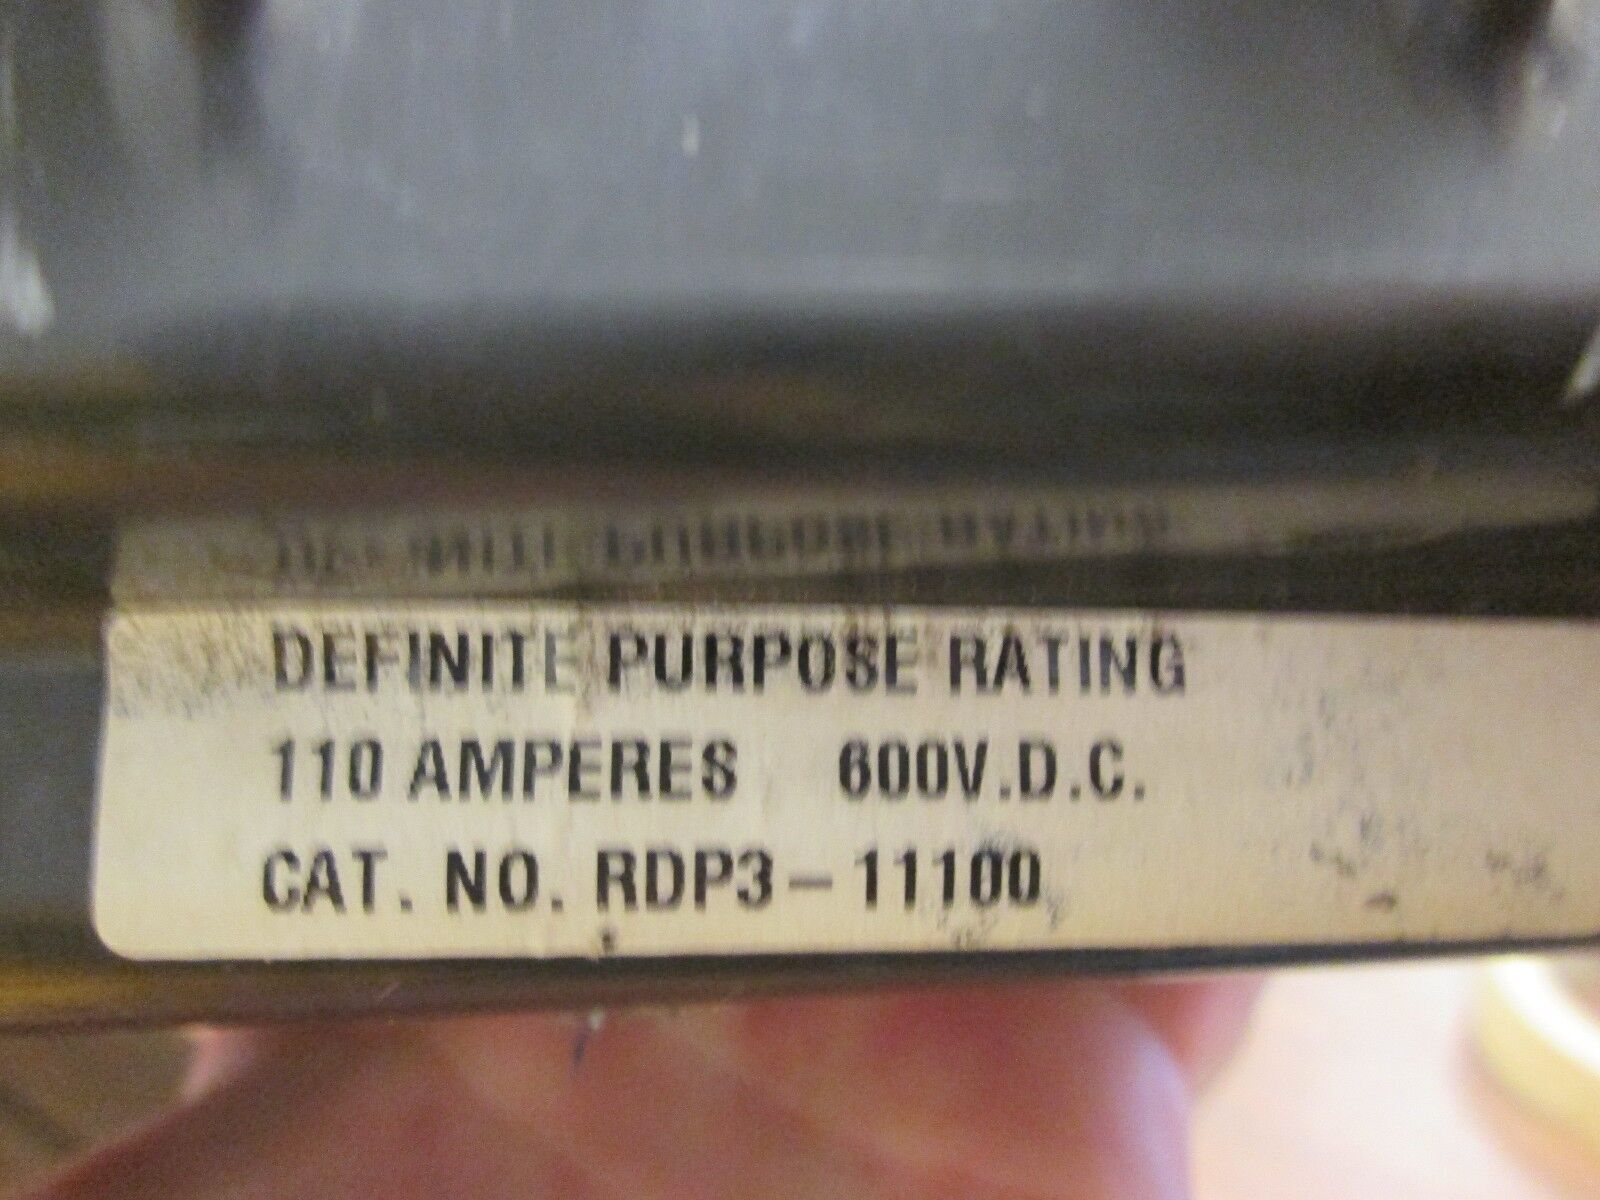 DEFINITE PURPOSE RATING
110 AMPERES 600V.D.C.
CAT. NO. RDP3-11100